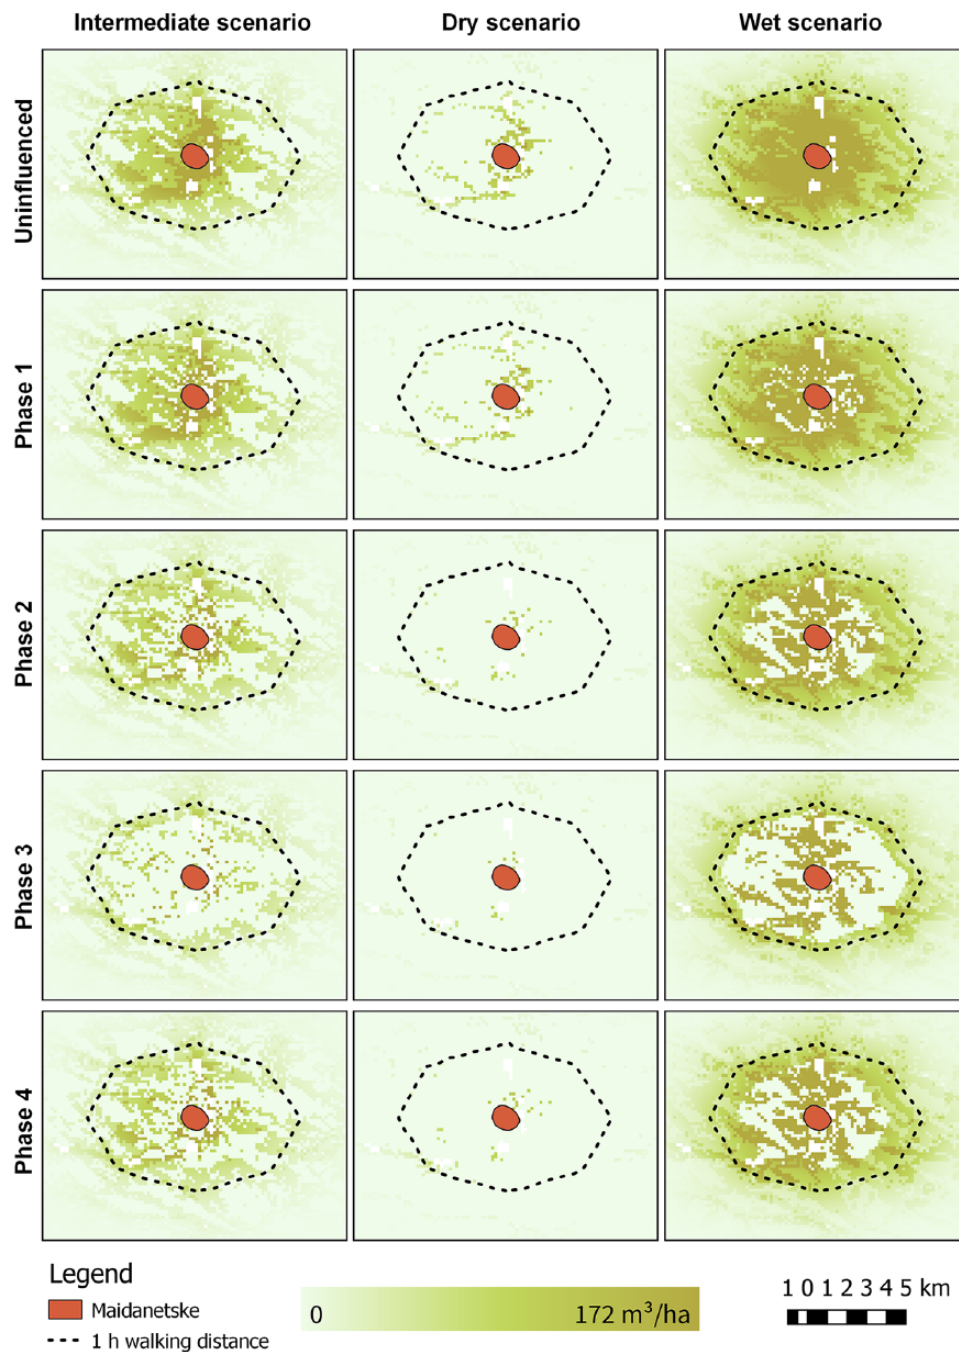 Intermediate scenario Dry scenario Wet scenario
Uninfluenced
Phase 1
Phase 2
Phase 3
Phase 4
Legend
Maidanetske
1 h walking distance
0 172 m³/ha
1 0 1 2 3 4 5 km